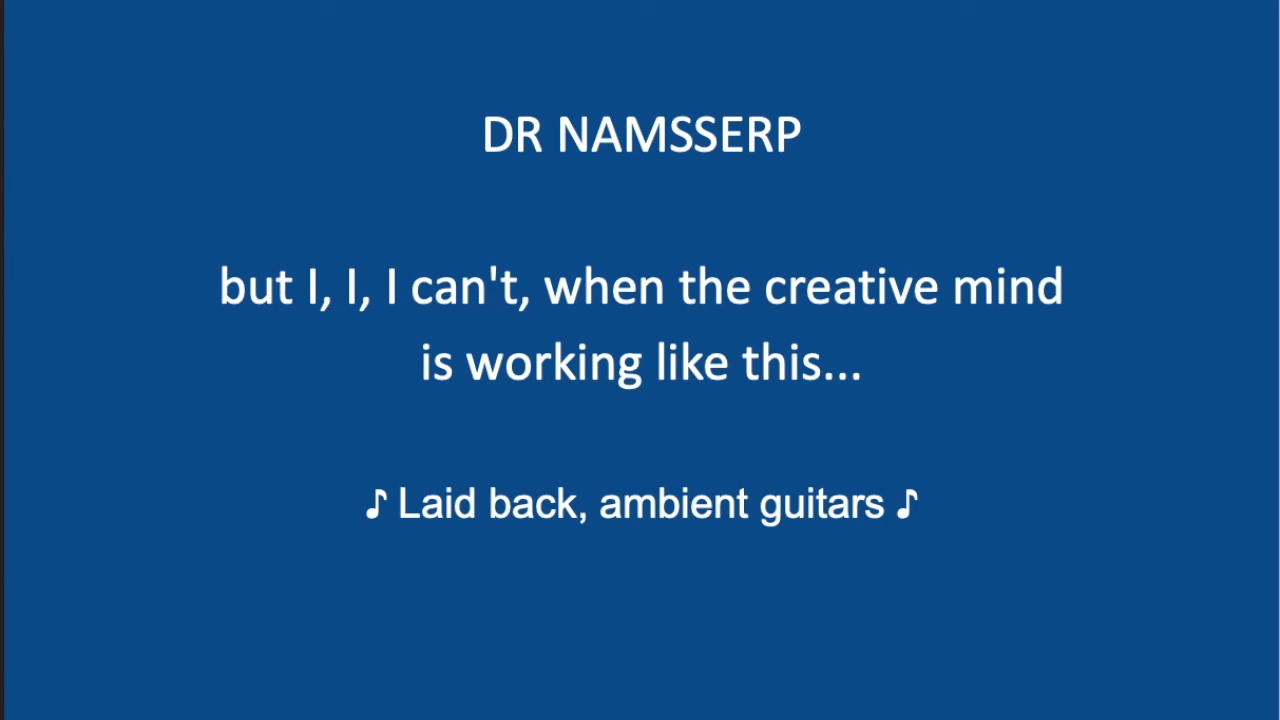 DR NAMSSERP
but I, I, I can't, when the creative mind
is working like this...
♪ Laid back, ambient guitars ♪